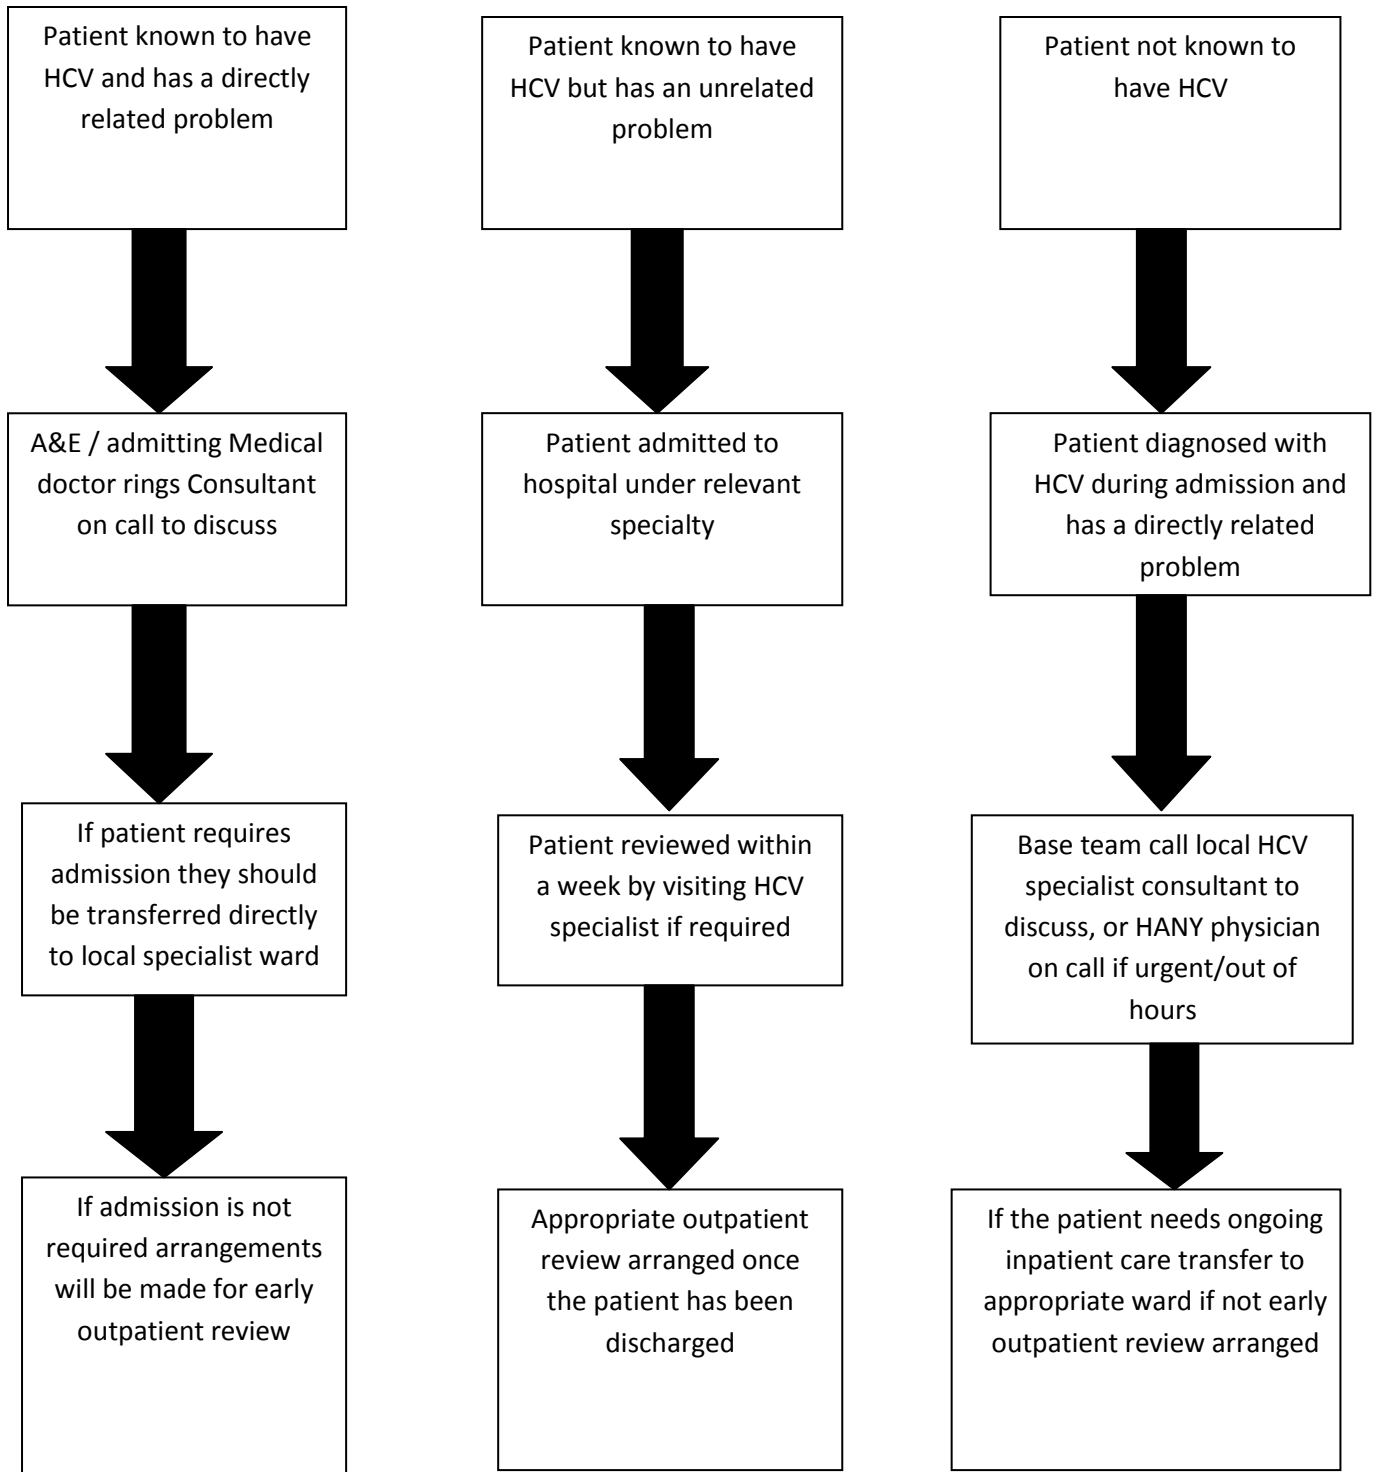 Patient known to have
HCV and has a directly
related problem
A&E / admitting Medical
doctor rings Consultant
on call to discuss
If patient requires
admission they should
be transferred directly
to local specialist ward
If admission is not
required arrangements
will be made for early
outpatient review
Patient known to have
HCV but has an unrelated
problem
Patient admitted to
hospital under relevant
specialty
Patient reviewed within
a week by visiting HCV
specialist if required
Appropriate outpatient
review arranged once
the patient has been
discharged
Patient not known to
have HCV
Patient diagnosed with
HCV during admission and
has a directly related
problem
Base team call local HCV
specialist consultant to
discuss, or HANY physician
on call if urgent/out of
hours
If the patient needs ongoing
inpatient care transfer to
appropriate ward if not early
outpatient review arranged